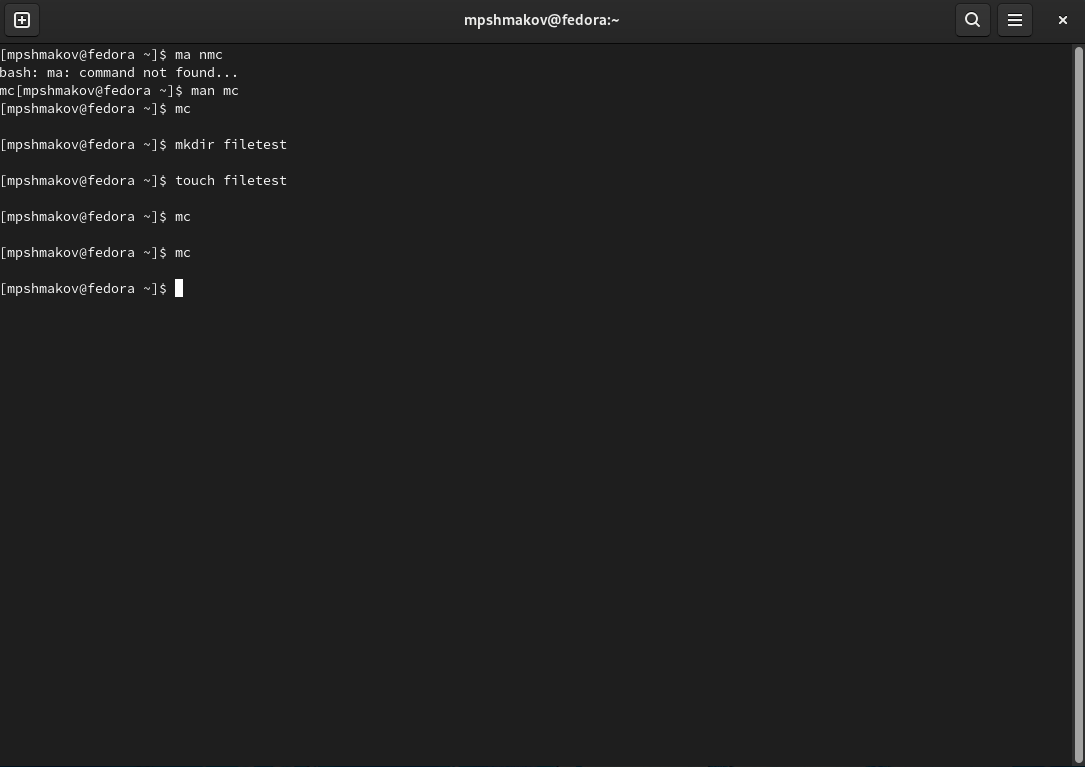 mpshmakov@fedora:~
[mpshmakov@fedora ~]$ ma nmc
bash: ma: command not found...
mc[mpshmakov@fedora ~]$ man mc
[mpshmakov@fedora ~]$ mc
[mpshmakov@fedora ~]$ mkdir filetest
[mpshmakov@fedora ~]$ touch filetest
[mpshmakov@fedora ~]$ mc
[mpshmakov@fedora ~]$ mc
[mpshmakov@fedora ~]$